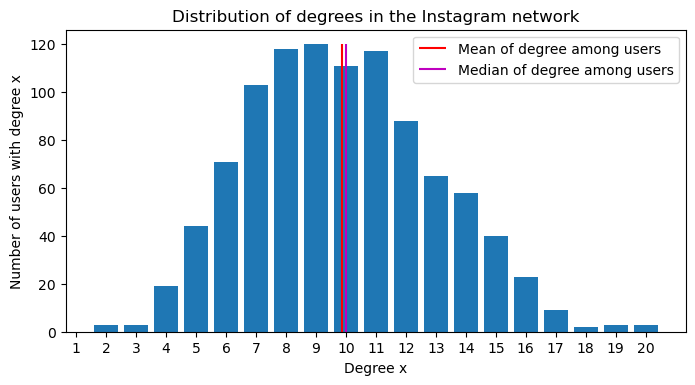 Distribution of degrees in the Instagram network
Mean of degree among users
Median of degree among users
120
100
80
60
40
20
0
Number of users with degree x
1 2 3 4 5 6 7 8 9 10 11 12 13 14 15 16 17 18 19 20
Degree x